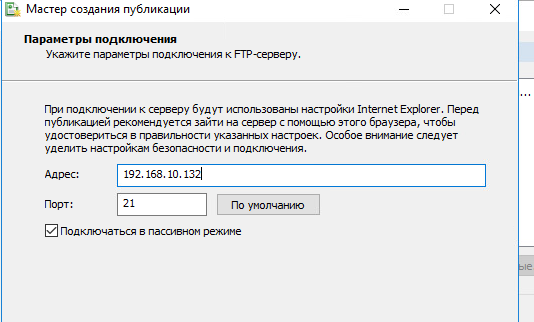 Мастер создания публикации
Параметры подключения
Укажите параметры подключения к FTP-серверу.
При подключении к серверу будут использованы настройки Internet Explorer. Перед
публикацией рекомендуется зайти на сервер с помощью этого браузера, чтобы
удостовериться в правильности указанных настроек. Особое внимание следует
уделить настройкам безопасности и подключения.
Адрес: 192.168.10.132
Порт: 21 По умолчанию
Подключаться в пассивном режиме